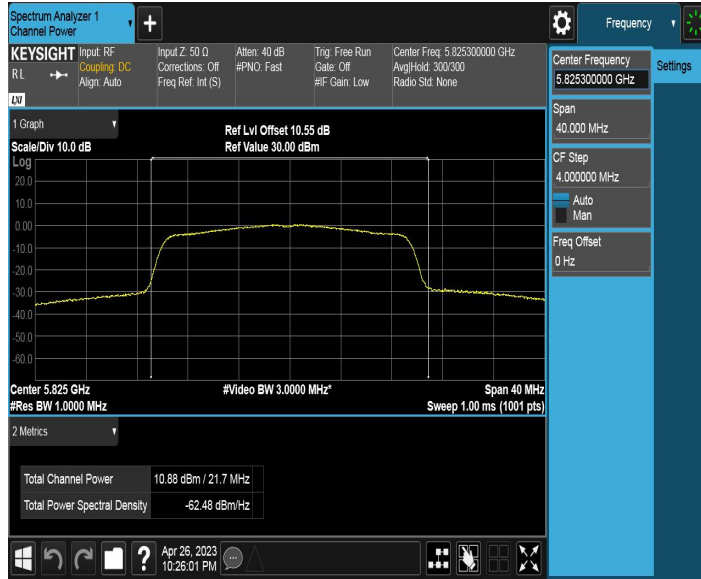 Spectrum Analyzer 1
Channel Power
Frequency
KEYSIGHT
RL
LXI
Input: RF
Coupling: DC
Align: Auto
Input Z: 50 Ω
Corrections: Off
Freq Ref: Int (S)
Atten: 40 dB
#PNO: Fast
Trig: Free Run
Gate: Off
#IF Gain: Low
Center Freq: 5.825300000 GHz
Avg|Hold: 300/300
Radio Std: None
Center Frequency
5.825300000 GHz
Settings
Span
40.000 MHz
CF Step
4.000000 MHz
Auto
Man
Freq Offset
0 Hz
1 Graph
Scale/Div 10.0 dB
Ref Lvl Offset 10.55 dB
Ref Value 30.00 dBm
Log
20.0
10.0
0.00
-10.0
-20.0
-30.0
-40.0
-50.0
-60.0
Center 5.825 GHz
#Video BW 3.0000 MHz*
Span 40 MHz
#Res BW 1.0000 MHz
Sweep 1.00 ms (1001 pts)
2 Metrics
Total Channel Power 10.88 dBm / 21.7 MHz
Total Power Spectral Density -62.48 dBm/Hz
?
Apr 26, 2023
10:26:01 PM